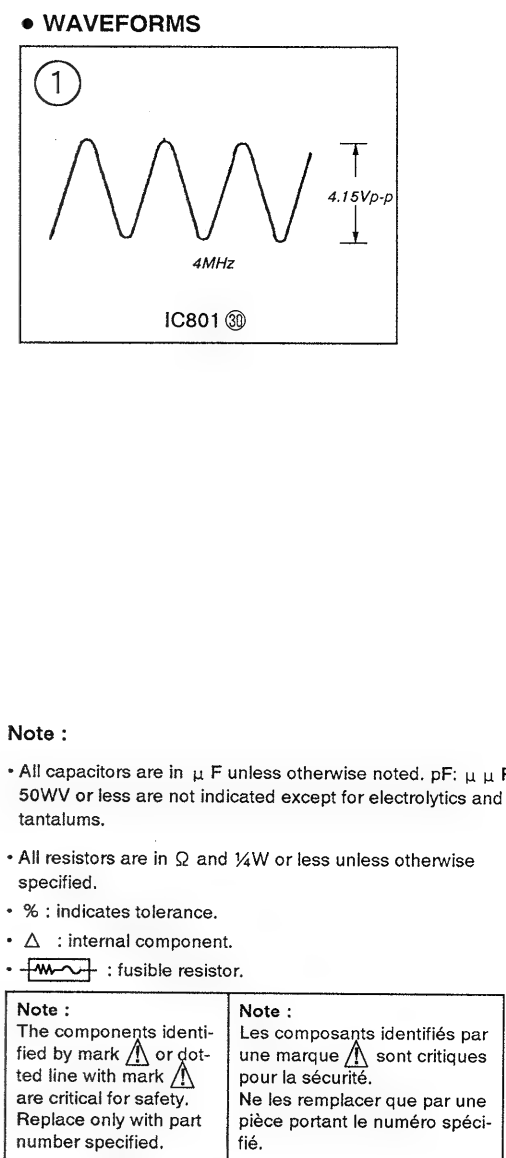 • WAVEFORMS
1
4.15Vp-p
4MHz
IC801 ㉚
Note :
• All capacitors are in μ F unless otherwise noted. pF: μ μ F
50WV or less are not indicated except for electrolytics and
tantalums.
• All resistors are in Ω and ¼W or less unless otherwise
specified.
• % : indicates tolerance.
• △ : internal component.
• : fusible resistor.
Note :
The components identi-
fied by mark ⚠ or dot-
ted line with mark ⚠
are critical for safety.
Replace only with part
number specified.
Note :
Les composants identifiés par
une marque ⚠ sont critiques
pour la sécurité.
Ne les remplacer que par une
pièce portant le numéro spéci-
fié.